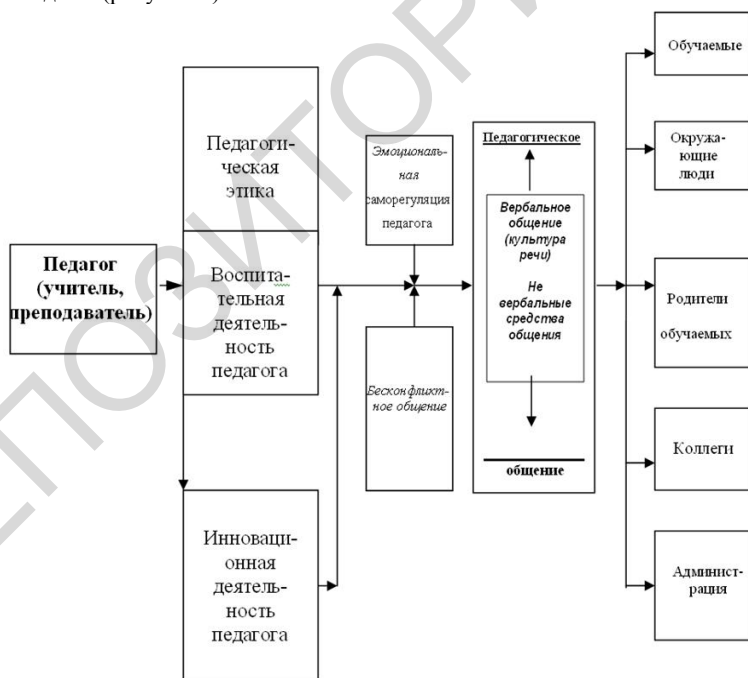 Педагог
(учитель,
преподаватель)
Педагоги-
ческая
этика
Воспита-
тельная
деятель-
ность
педагога
Инноваци-
онная
деятель-
ность
педагога
Эмоциональ-
ная
саморегуляция
педагога
Бесконфликт-
ное общение
Педагогическое
Вербальное
общение
(культура
речи)
Не
вербальные
средства
общения
общение
Обучаемые
Окружа-
ющие
люди
Родители
обучаемых
Коллеги
Админист-
рация